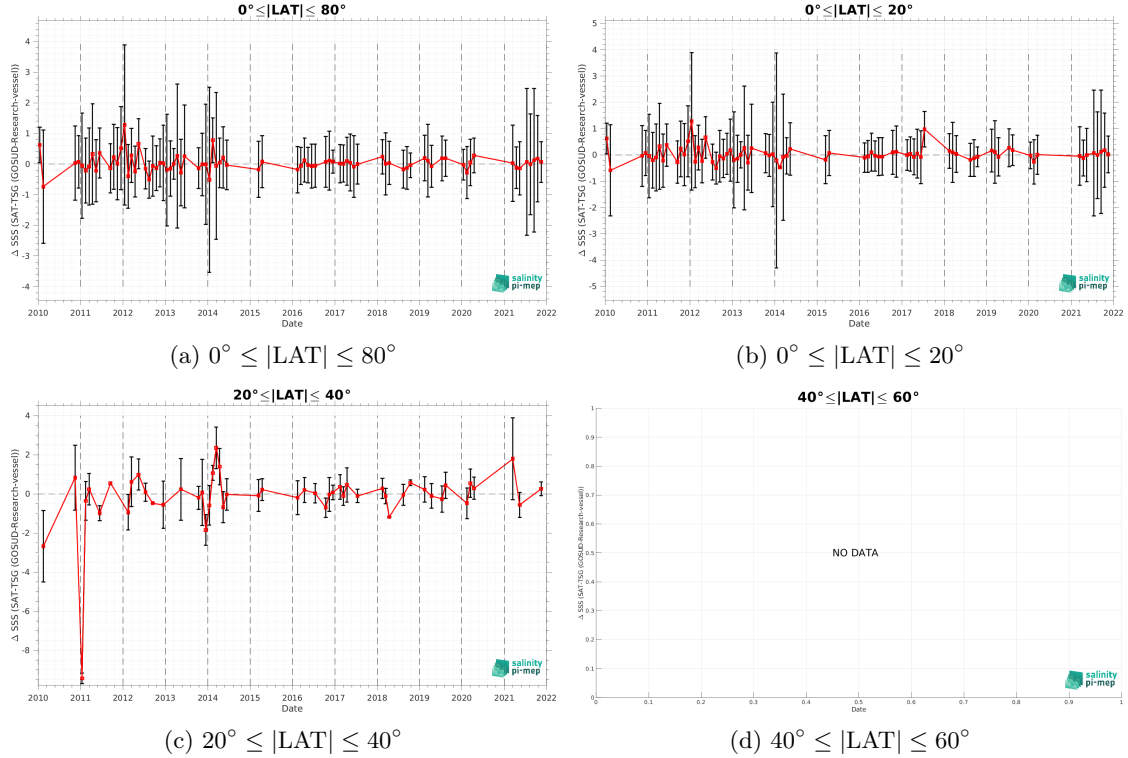 0°≤|LAT|≤ 80°
Δ SSS (SAT-TSG (GOSUD-Research-vessel))
4
3
2
1
0
-1
-2
-3
-4
2010 2011 2012 2013 2014 2015 2016 2017 2018 2019 2020 2021 2022
Date
salinity
pi-mep
(a) 0° ≤ |LAT| ≤ 80°
0°≤|LAT|≤ 20°
Δ SSS (SAT-TSG (GOSUD-Research-vessel))
5
4
3
2
1
0
-1
-2
-3
-4
-5
2010 2011 2012 2013 2014 2015 2016 2017 2018 2019 2020 2021 2022
Date
salinity
pi-mep
(b) 0° ≤ |LAT| ≤ 20°
20°≤|LAT|≤ 40°
Δ SSS (SAT-TSG (GOSUD-Research-vessel))
4
2
0
-2
-4
-6
-8
2010 2011 2012 2013 2014 2015 2016 2017 2018 2019 2020 2021 2022
Date
salinity
pi-mep
(c) 20° ≤ |LAT| ≤ 40°
40°≤|LAT|≤ 60°
Δ SSS (SAT-TSG (GOSUD-Research-vessel))
1
0.9
0.8
0.7
0.6
0.5
0.4
0.3
0.2
0.1
0
NO DATA
0 0.1 0.2 0.3 0.4 0.5 0.6 0.7 0.8 0.9 1
Date
salinity
pi-mep
(d) 40° ≤ |LAT| ≤ 60°